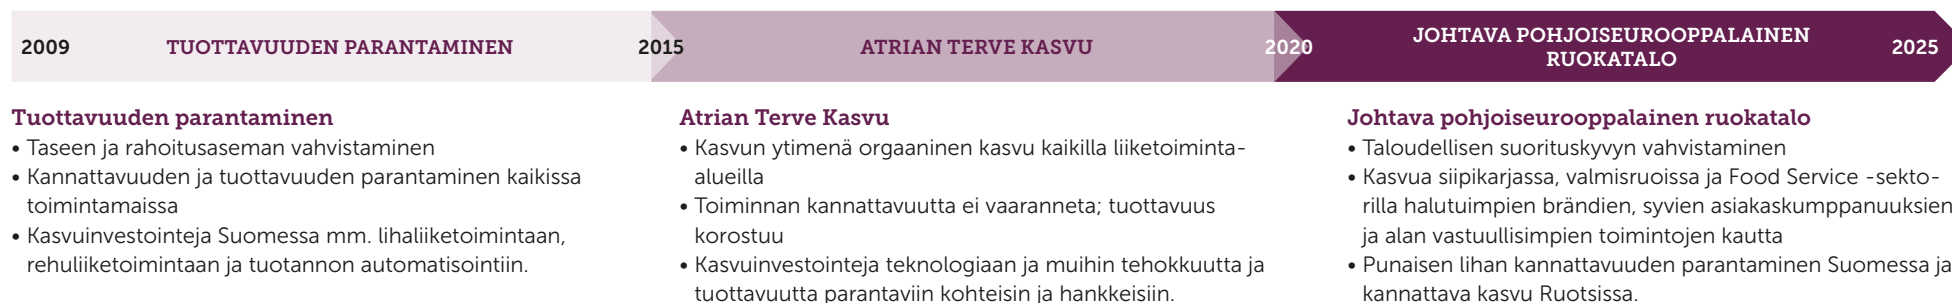 2009
TUOTTAVUUDEN PARANTAMINEN
2015
ATRIAN TERVE KASVU
2020
JOHTAVA POHJOISEUROOPPALAINEN
RUOKATALO
2025
Tuottavuuden parantaminen
• Taseen ja rahoitusaseman vahvistaminen
• Kannattavuuden ja tuottavuuden parantaminen kaikissa
toimintamaissa
• Kasvuinvestointeja Suomessa mm. lihaliiketoimintaan,
rehuliiketoimintaan ja tuotannon automatisointiin.
Atrian Terve Kasvu
• Kasvun ytimenä orgaaninen kasvu kaikilla liiketoiminta-
alueilla
• Toiminnan kannattavuutta ei vaaranneta; tuottavuus
korostuu
• Kasvuinvestointeja teknologiaan ja muihin tehokkuutta ja
tuottavuutta parantaviin kohteisin ja hankkeisiin.
Johtava pohjoiseurooppalainen ruokatalo
• Taloudellisen suorituskyvyn vahvistaminen
• Kasvua siipikarjassa, valmisruoissa ja Food Service -sekto-
rilla halutuimpien brändien, syvien asiakaskumppanuuksien
ja alan vastuullisimpien toimintojen kautta
• Punaisen lihan kannattavuuden parantaminen Suomessa ja
kannattava kasvu Ruotsissa.